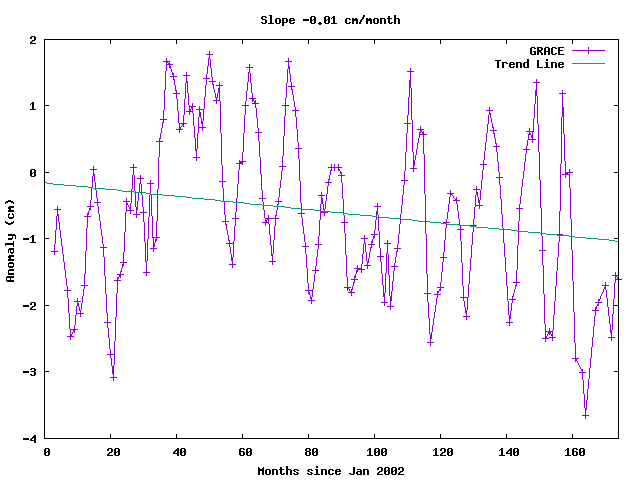 Slope -0.01 cm/month
GRACE
Trend Line
2
1
0
-1
-2
-3
-4
Anomaly (cm)
0 20 40 60 80 100 120 140 160
Months since Jan 2002